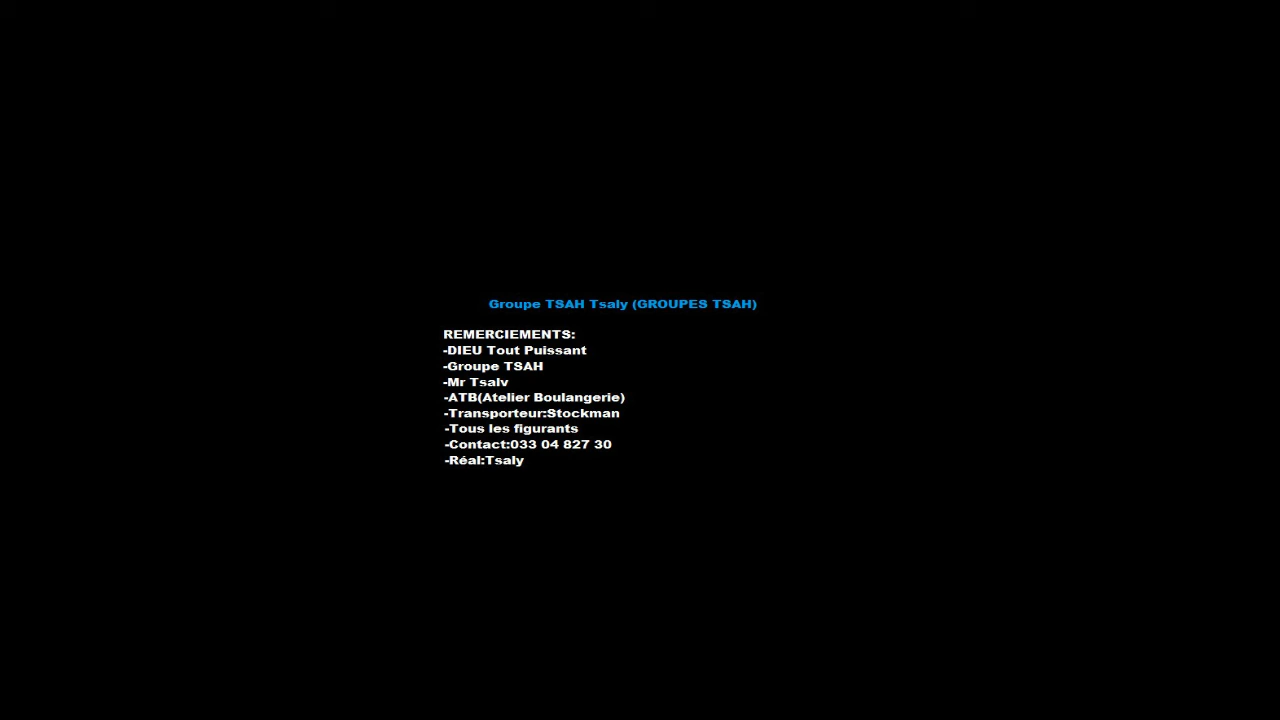 Groupe TSAH Tsaly (GROUPES TSAH)
REMERCIEMENTS:
-DIEU Tout Puissant
-Groupe TSAH
-Mr Tsaly
-ATB(Atelier Boulangerie)
-Transporteur:Stockman
-Tous les figurants
-Contact:033 04 827 30
-Réal:Tsaly